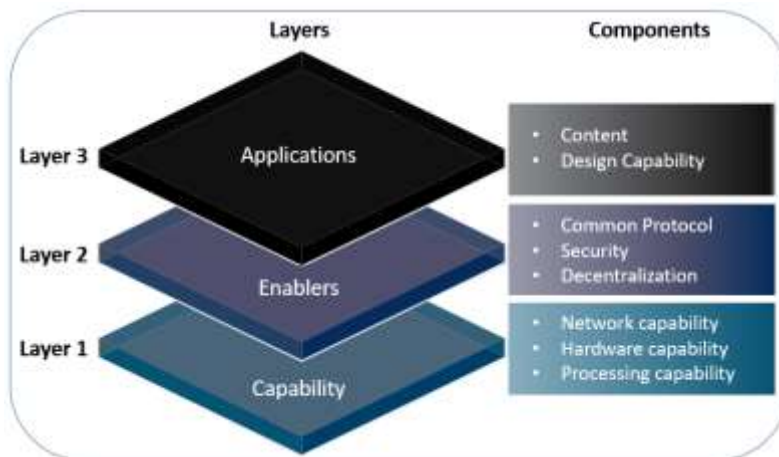 Layers
Components
Layer 3
Applications
• Content
• Design Capability
Layer 2
Enablers
• Common Protocol
• Security
• Decentralization
Layer 1
Capability
• Network capability
• Hardware capability
• Processing capability